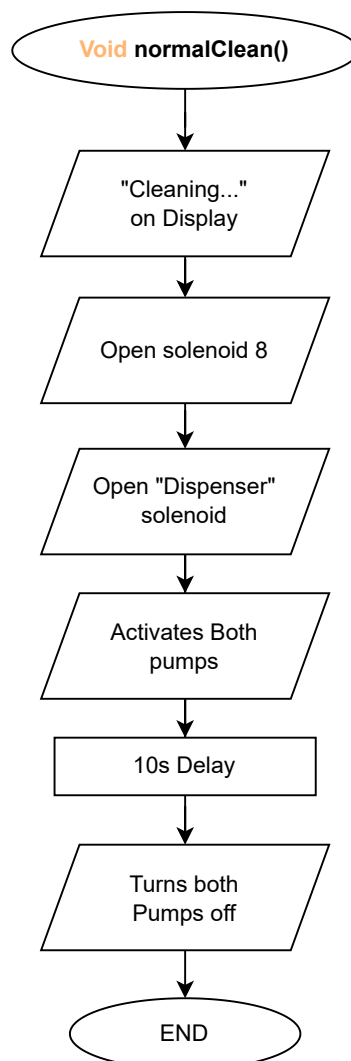 Void normalClean()
"Cleaning..."
on Display
Open solenoid 8
Open "Dispenser"
solenoid
Activates Both
pumps
10s Delay
Turns both
Pumps off
END